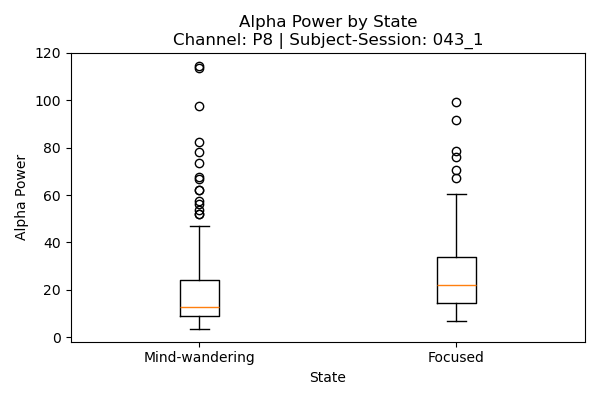 Alpha Power by State
Channel: P8 | Subject-Session: 043_1
Alpha Power
120
100
80
60
40
20
0
Mind-wandering
Focused
State